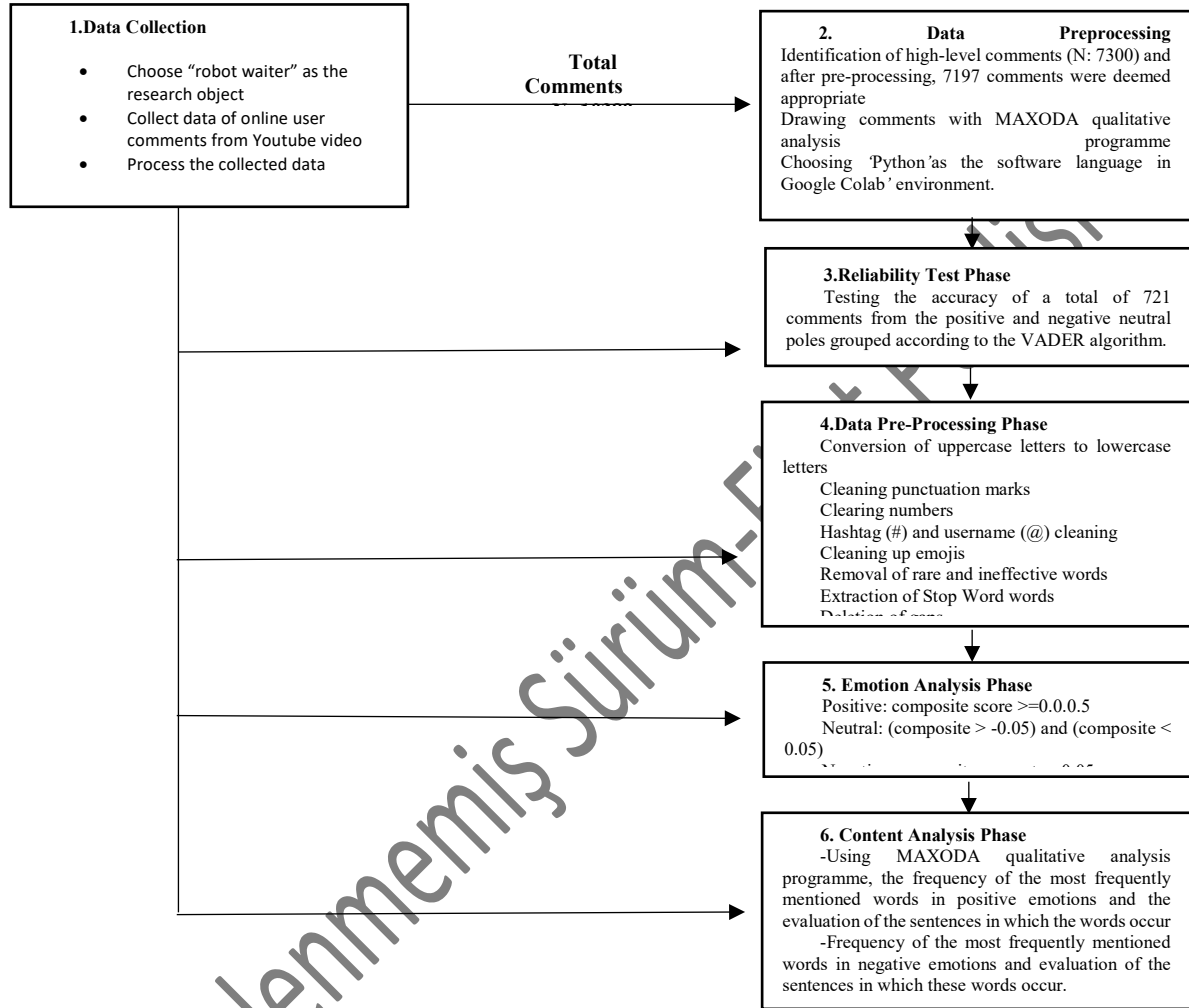 1.Data Collection
• Choose “robot waiter” as the
research object
• Collect data of online user
comments from Youtube video
• Process the collected data
Total
Comments
2. Data Preprocessing
Identification of high-level comments (N: 7300) and
after pre-processing, 7197 comments were deemed
appropriate
Drawing comments with MAXODA qualitative
analysis programme
Choosing ‘Python’as the software language in
Google Colab’ environment.
3.Reliability Test Phase
Testing the accuracy of a total of 721
comments from the positive and negative neutral
poles grouped according to the VADER algorithm.
4.Data Pre-Processing Phase
Conversion of uppercase letters to lowercase
letters
Cleaning punctuation marks
Clearing numbers
Hashtag (#) and username (@) cleaning
Cleaning up emojis
Removal of rare and ineffective words
Extraction of Stop Word words
Deletion of gaps
5. Emotion Analysis Phase
Positive: composite score >=0.0.0.5
Neutral: (composite > -0.05) and (composite <
0.05)
6. Content Analysis Phase
-Using MAXODA qualitative analysis
programme, the frequency of the most frequently
mentioned words in positive emotions and the
evaluation of the sentences in which the words occur
-Frequency of the most frequently mentioned
words in negative emotions and evaluation of the
sentences in which these words occur.
lenmemiş Sürüm-